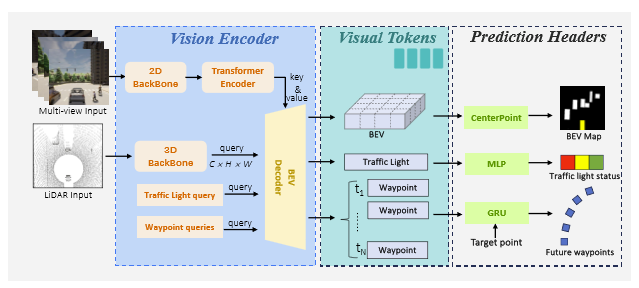 Vision Encoder
Visual Tokens
Prediction Headers
2D
BackBone
Transformer
Encoder
key
&
value
Multi-view Input
BEV
CenterPoint
BEV Map
3D
BackBone
query
C × H × W
BEV
Decoder
Traffic Light
MLP
Traffic light status
LiDAR Input
Traffic Light query
query
t1
Waypoint
Waypoint
GRU
Waypoint queries
query
Target point
tN
Waypoint
Future waypoints